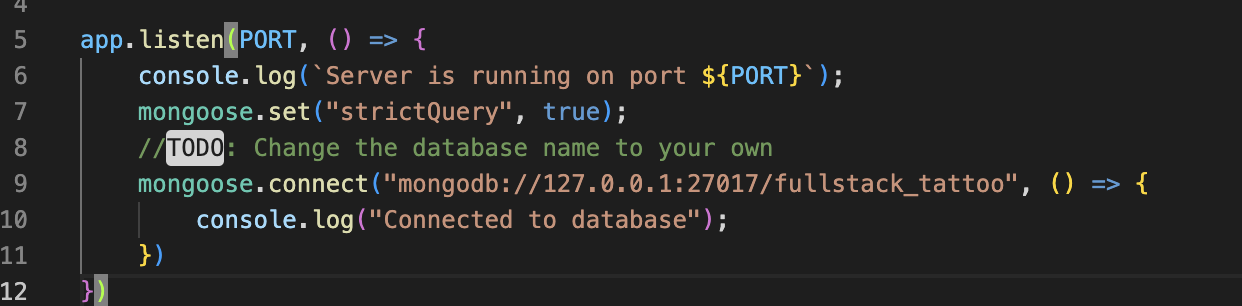 4
5 app.listen(PORT, () => {
6 console.log(`Server is running on port ${PORT}`);
7 mongoose.set("strictQuery", true);
8 //TODO: Change the database name to your own
9 mongoose.connect("mongodb://127.0.0.1:27017/fullstack_tattoo", () => {
10 console.log("Connected to database");
11 })
12 })